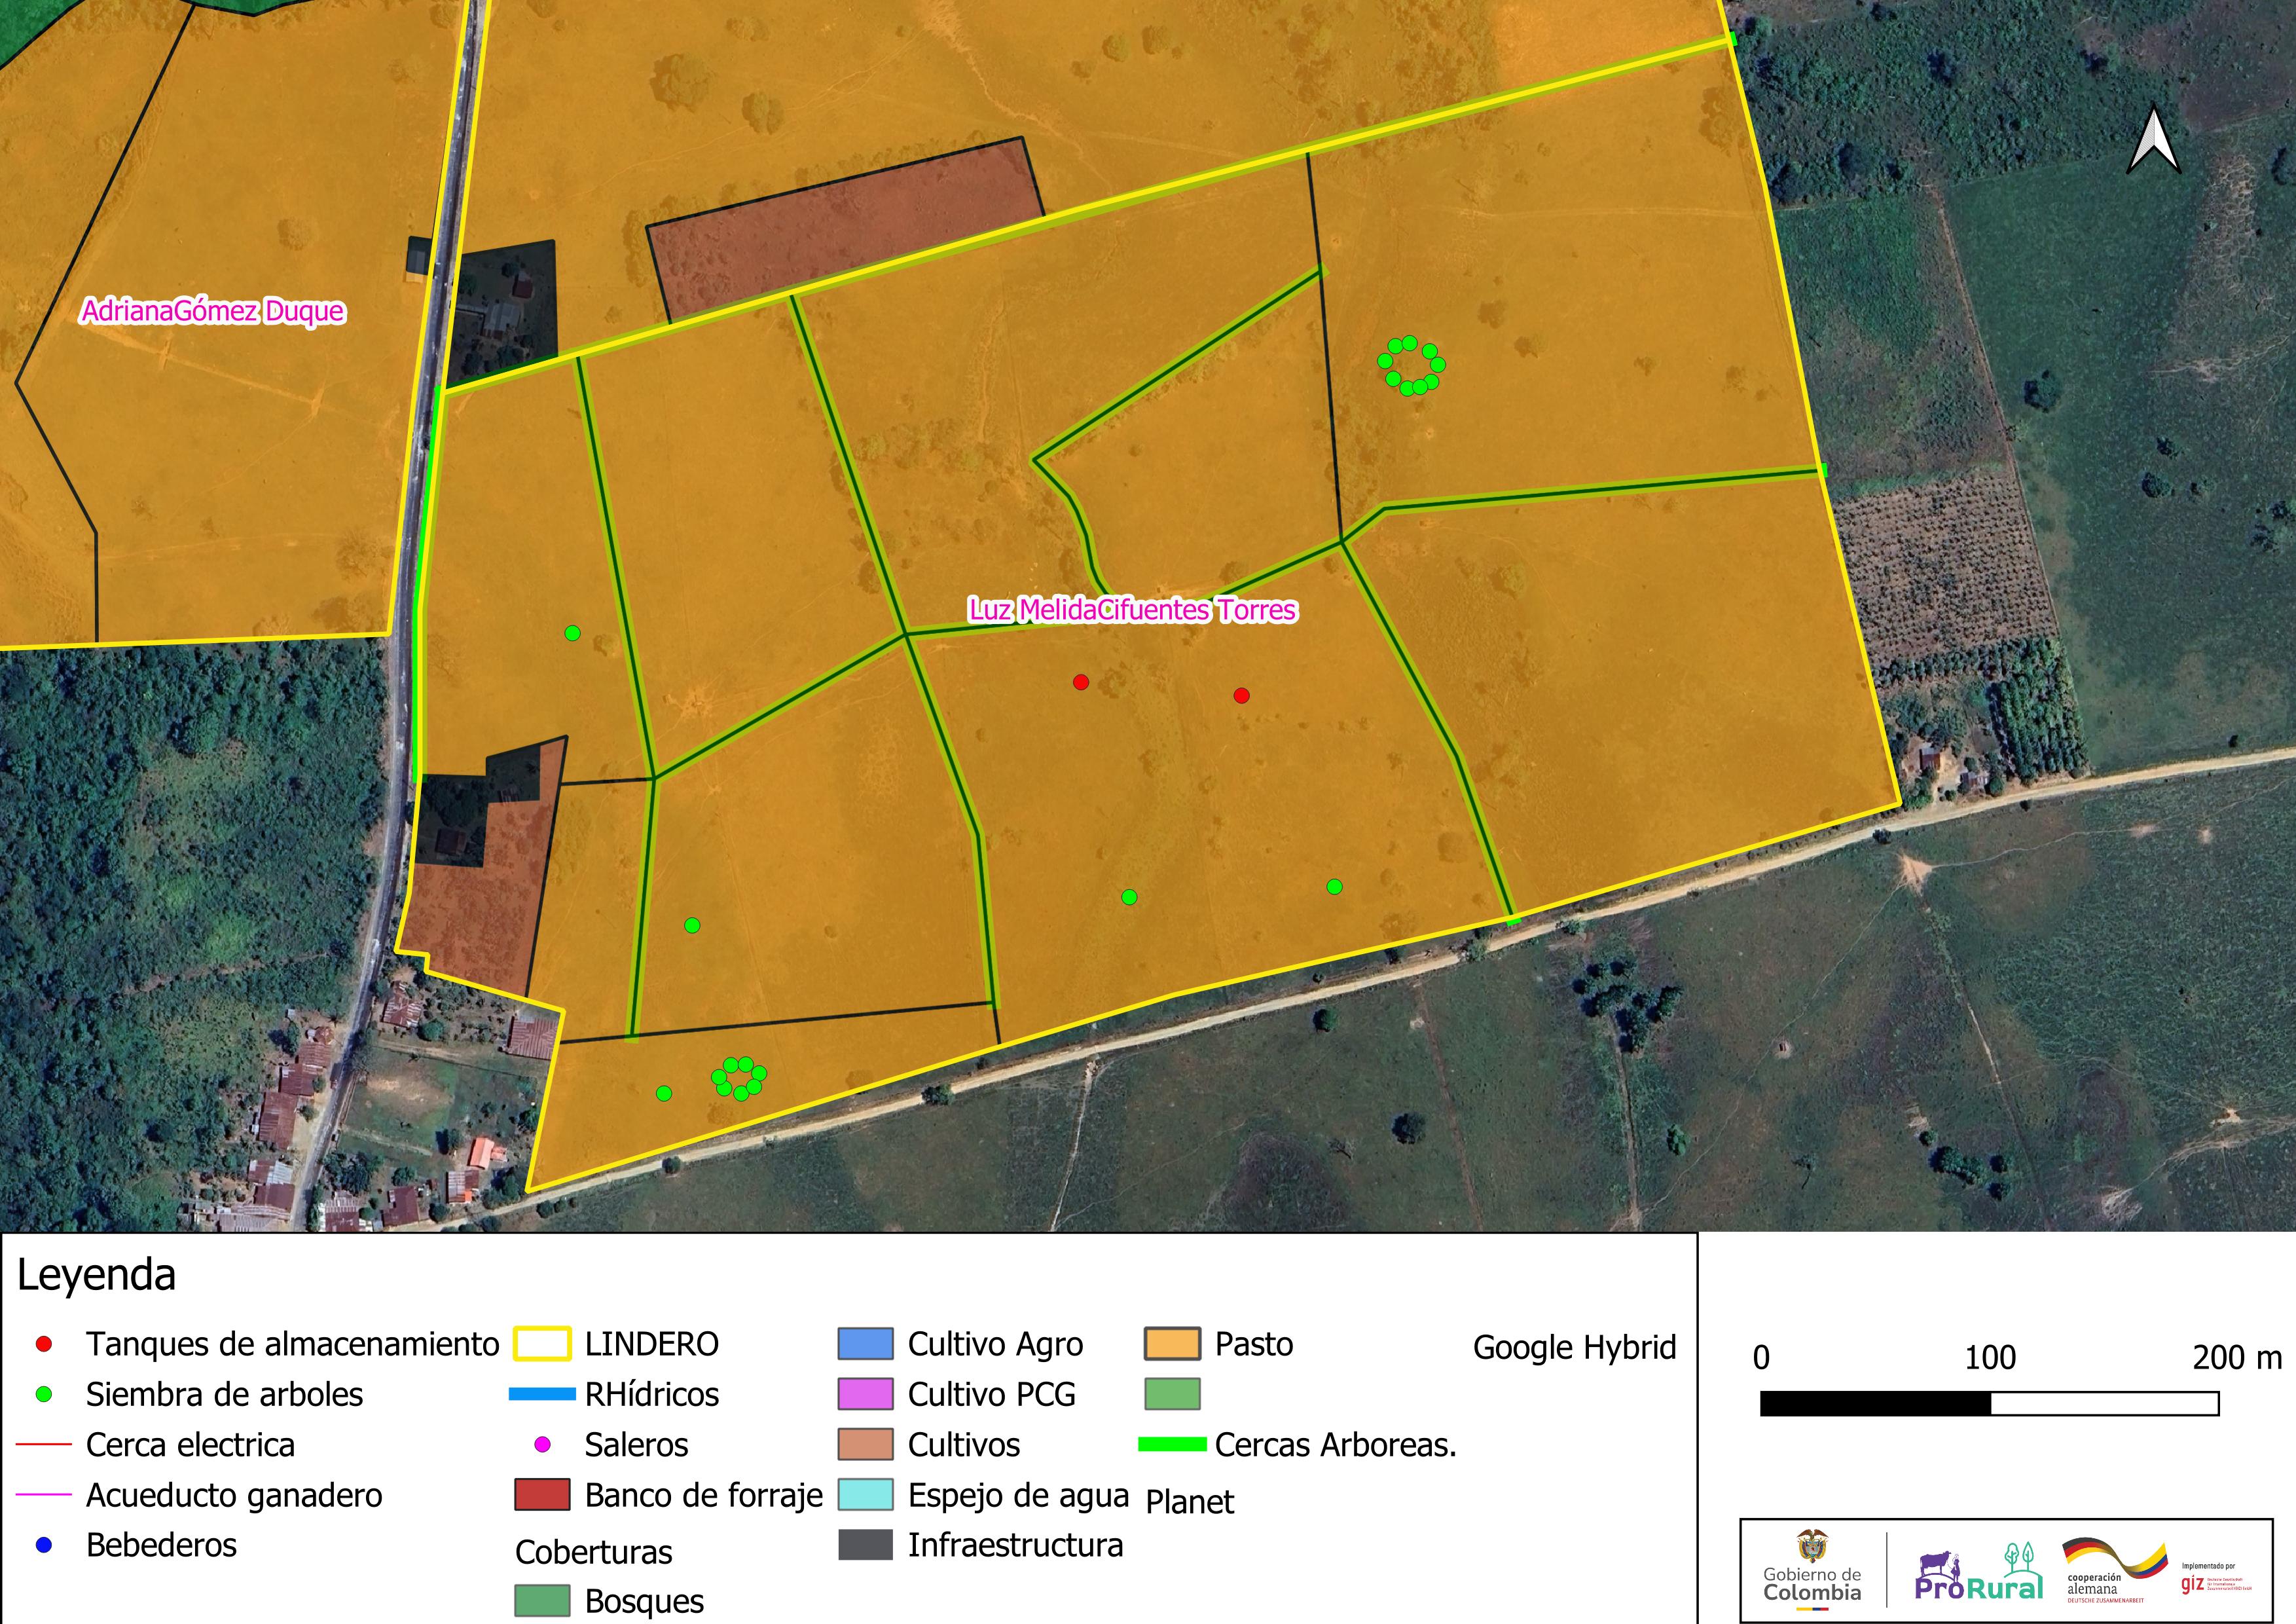 AdrianaGómez Duque
Luz MelidaCifuentes Torres
Leyenda
Tanques de almacenamiento
Siembra de arboles
Cerca electrica
Acueducto ganadero
Bebederos
LINDERO
RHídricos
Saleros
Banco de forraje
Coberturas
Bosques
Cultivo Agro
Cultivo PCG
Cultivos
Espejo de agua
Infraestructura
Pasto
Cercas Arboreas.
Planet
Google Hybrid
0 100 200 m
Gobierno de
Colombia
ProRural
cooperación
alemana
DEUTSCHE ZUSAMMENARBEIT
Implementado por
giz